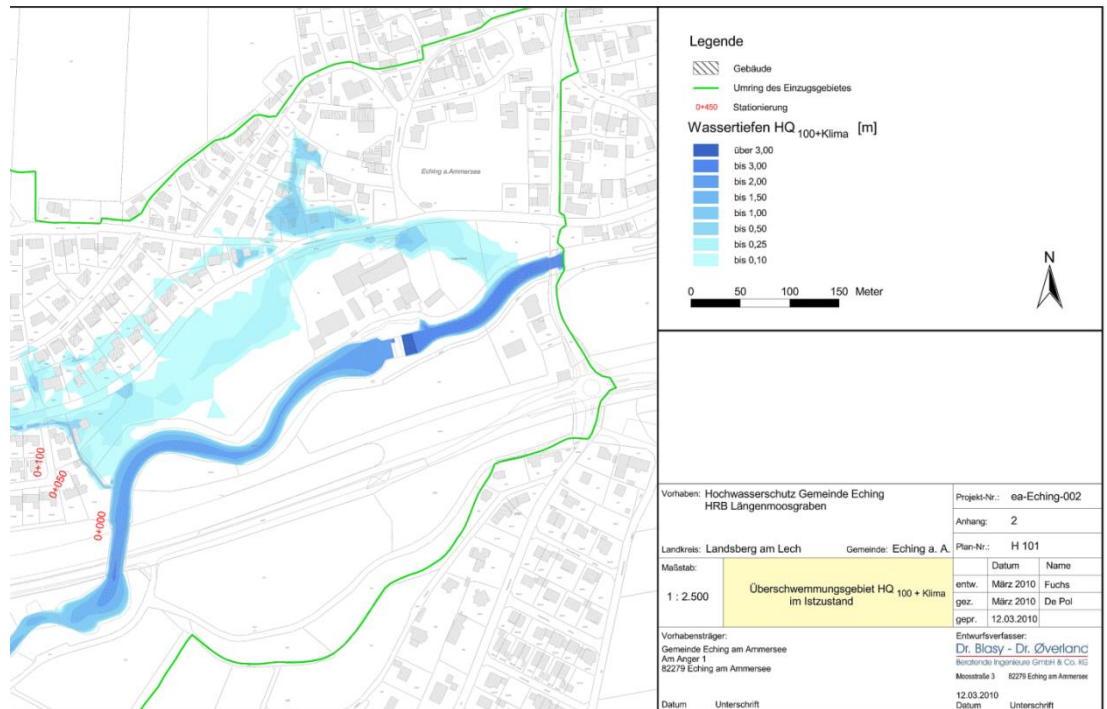 Eching a.Ammersee
0+100
0+050
0+000
Legende
Gebäude
Umring des Einzugsgebietes
0+450 Stationierung
Wassertiefen HQ 100+Klima [m]
über 3,00
bis 3,00
bis 2,00
bis 1,50
bis 1,00
bis 0,50
bis 0,25
bis 0,10
0 50 100 150 Meter
N
Vorhaben: Hochwasserschutz Gemeinde Eching
HRB Längenmoosgraben
Landkreis: Landsberg am Lech Gemeinde: Eching a. A.
Projekt-Nr.: ea-Eching-002
Anhang: 2
Plan-Nr.: H 101
Maßstab:
1 : 2.500
Überschwemmungsgebiet HQ 100 + Klima
im Istzustand
Datum Name
entw. März 2010 Fuchs
gez. März 2010 De Pol
gepr. 12.03.2010
Vorhabensträger:
Gemeinde Eching am Ammersee
Am Anger 1
82279 Eching am Ammersee
Datum Unterschrift
Entwurfsverfasser:
Dr. Blasy - Dr. Øverland
Beratende Ingenieure GmbH & Co. KG
Moosstraße 3 82279 Eching am Ammersee
12.03.2010
Datum Unterschrift